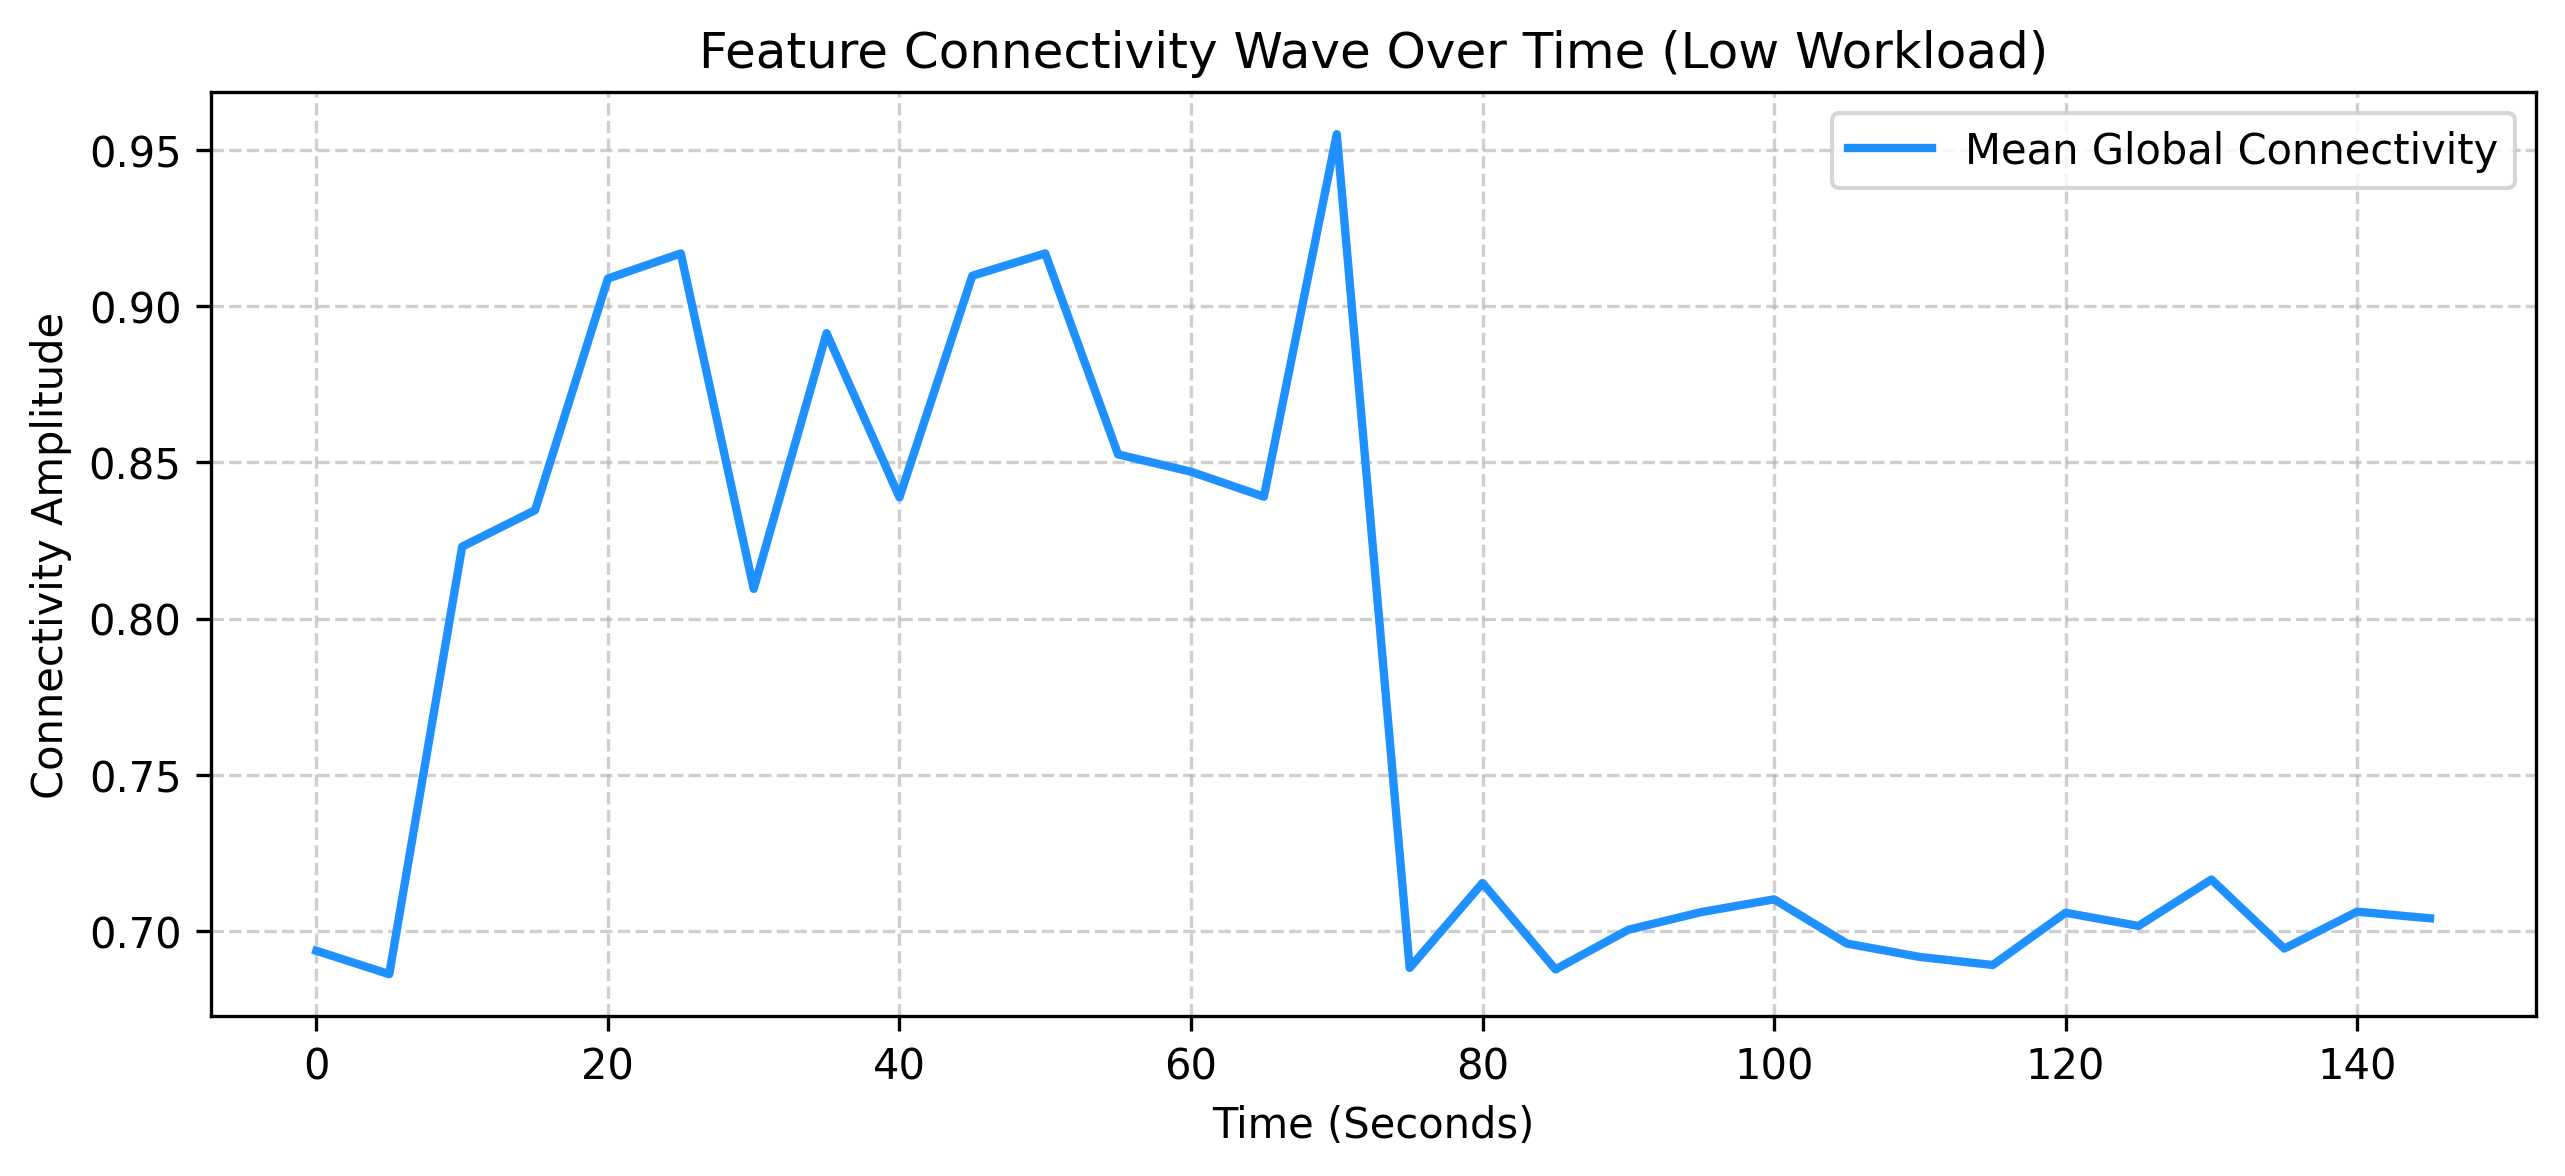 Feature Connectivity Wave Over Time (Low Workload)
Mean Global Connectivity
Connectivity Amplitude
0.95
0.90
0.85
0.80
0.75
0.70
0 20 40 60 80 100 120 140
Time (Seconds)